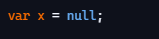 var x = null;